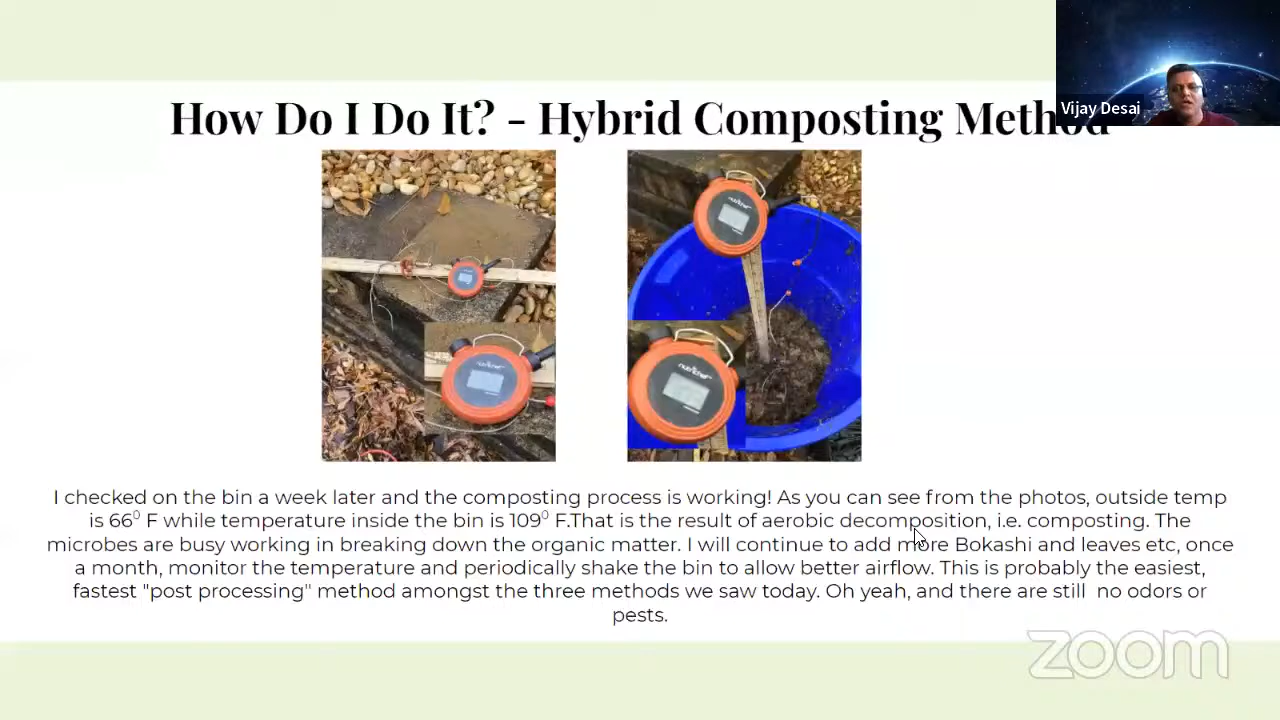 Vijay Desai
How Do I Do It? - Hybrid Composting Method
nutrichef
nutrichef
I checked on the bin a week later and the composting process is working! As you can see from the photos, outside temp
is 66⁰ F while temperature inside the bin is 109⁰ F.That is the result of aerobic decomposition, i.e. composting. The
microbes are busy working in breaking down the organic matter. I will continue to add more Bokashi and leaves etc, once
a month, monitor the temperature and periodically shake the bin to allow better airflow. This is probably the easiest,
fastest "post processing" method amongst the three methods we saw today. Oh yeah, and there are still  no odors or
pests.
zoom